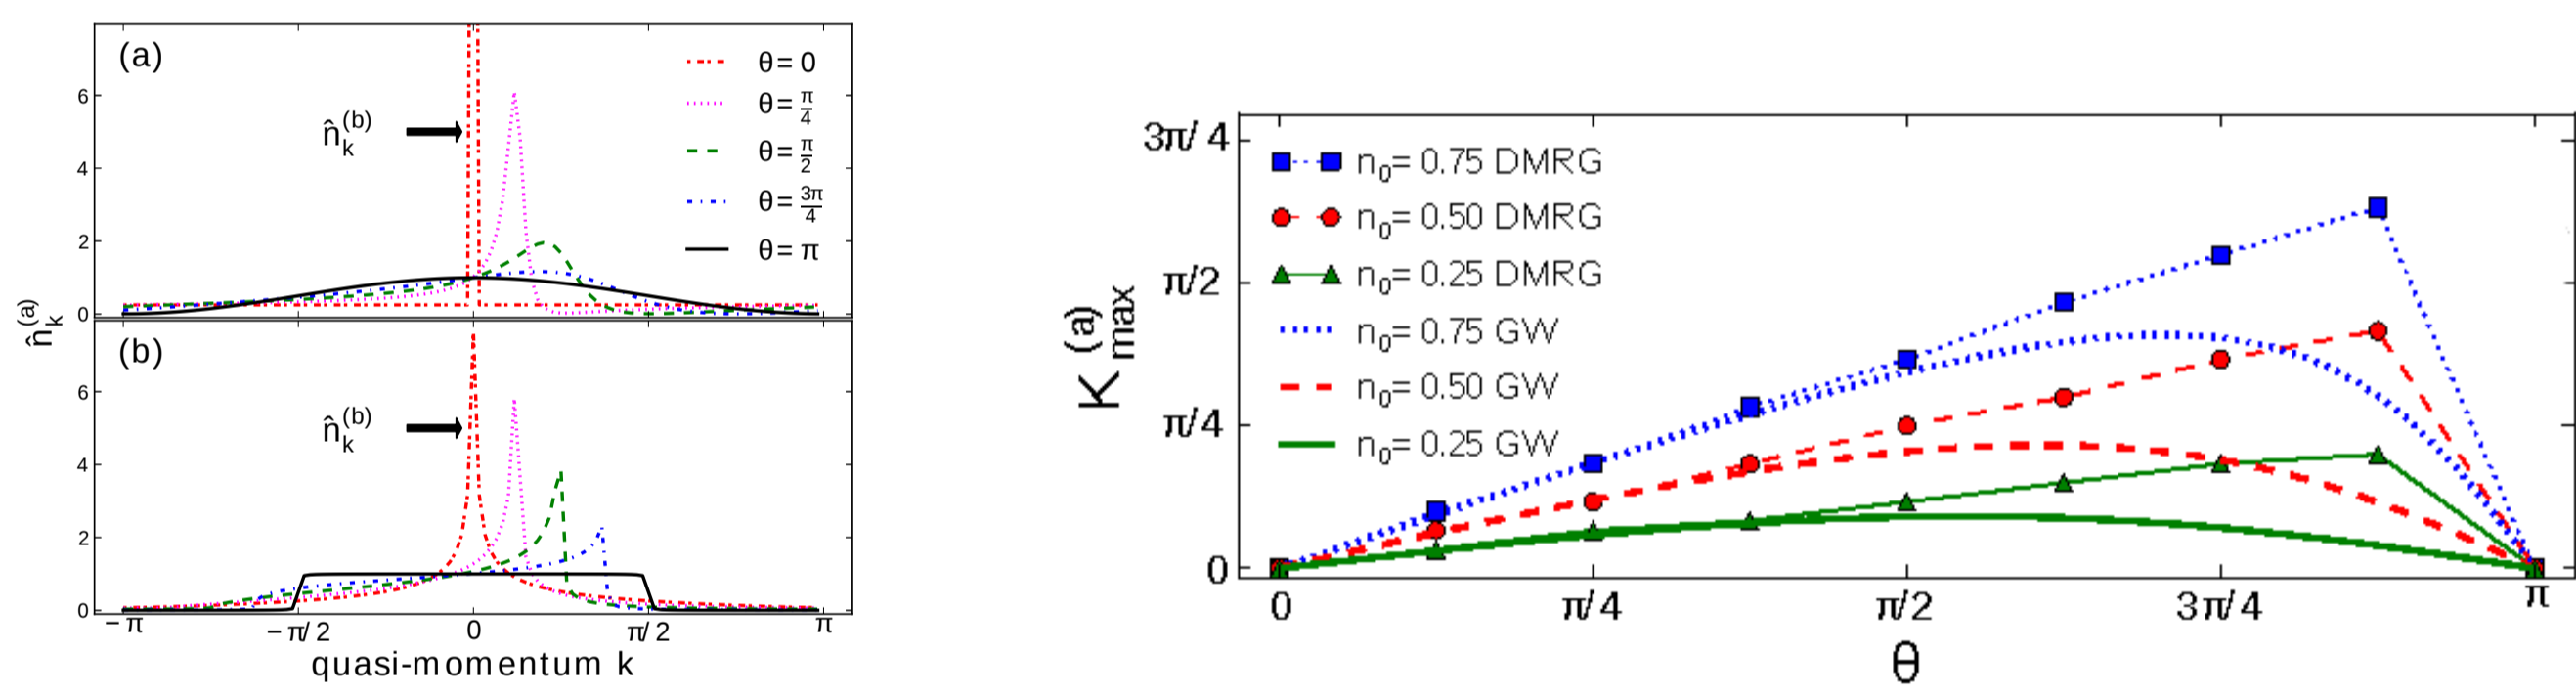 (a)
θ= 0
θ= π/4
θ= π/2
θ= 3π/4
θ= π
n̂k(b)
6
4
2
0
n̂k(a)
(b)
n̂k(b)
6
4
2
0
−π
−π/2
0
π/2
π
quasi-momentum k
3π/4
π/2
π/4
0
K(a)max
n0= 0.75 DMRG
n0= 0.50 DMRG
n0= 0.25 DMRG
n0= 0.75 GW
n0= 0.50 GW
n0= 0.25 GW
0
π/4
π/2
3π/4
π
θ